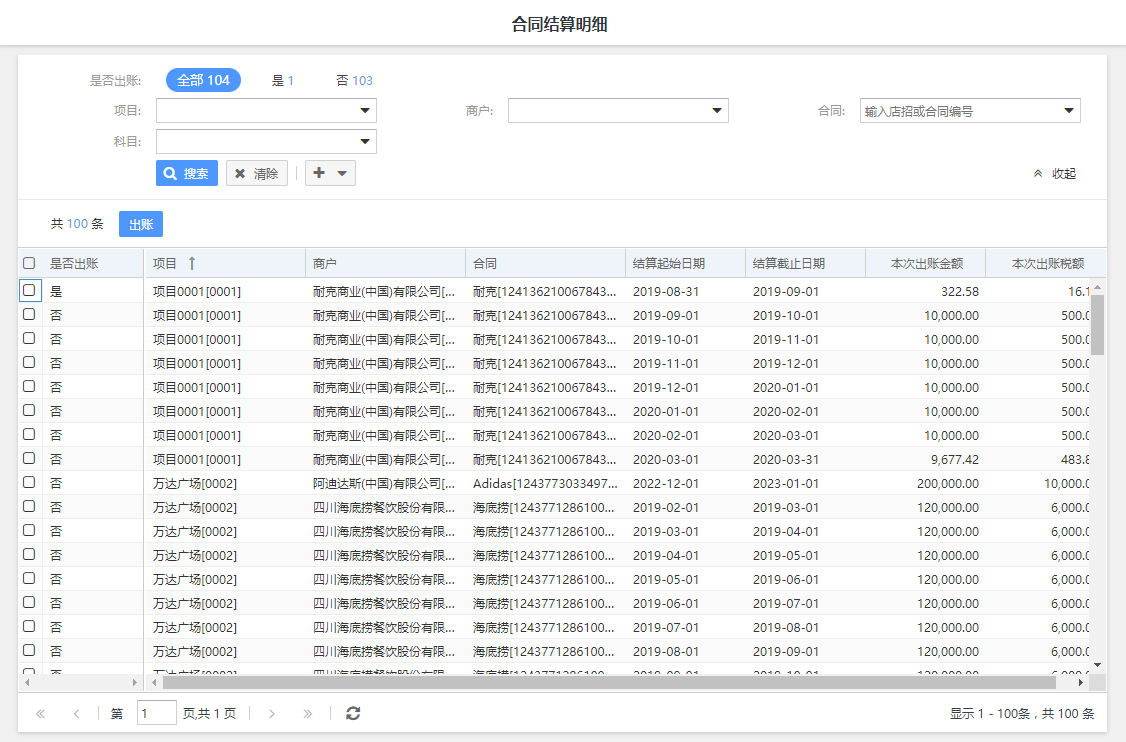 合同结算明细
是否出账: 全部 104 是 1 否 103
项目: 商户: 合同: 输入店招或合同编号
科目:
搜索 清除 收起
共 100 条 出账
是否出账 项目 商户 合同 结算起始日期 结算截止日期 本次出账金额 本次出账税额
是 项目0001[0001] 耐克商业(中国)有限公司[... 耐克[124136210067843... 2019-08-31 2019-09-01 322.58 16.1
否 项目0001[0001] 耐克商业(中国)有限公司[... 耐克[124136210067843... 2019-09-01 2019-10-01 10,000.00 500.0
否 项目0001[0001] 耐克商业(中国)有限公司[... 耐克[124136210067843... 2019-10-01 2019-11-01 10,000.00 500.0
否 项目0001[0001] 耐克商业(中国)有限公司[... 耐克[124136210067843... 2019-11-01 2019-12-01 10,000.00 500.0
否 项目0001[0001] 耐克商业(中国)有限公司[... 耐克[124136210067843... 2019-12-01 2020-01-01 10,000.00 500.0
否 项目0001[0001] 耐克商业(中国)有限公司[... 耐克[124136210067843... 2020-01-01 2020-02-01 10,000.00 500.0
否 项目0001[0001] 耐克商业(中国)有限公司[... 耐克[124136210067843... 2020-02-01 2020-03-01 10,000.00 500.0
否 项目0001[0001] 耐克商业(中国)有限公司[... 耐克[124136210067843... 2020-03-01 2020-03-31 9,677.42 483.8
否 万达广场[0002] 阿迪达斯(中国)有限公司[... Adidas[1243773033497... 2022-12-01 2023-01-01 200,000.00 10,000.0
否 万达广场[0002] 四川海底捞餐饮股份有限... 海底捞[1243771286100... 2019-02-01 2019-03-01 120,000.00 6,000.0
否 万达广场[0002] 四川海底捞餐饮股份有限... 海底捞[1243771286100... 2019-03-01 2019-04-01 120,000.00 6,000.0
否 万达广场[0002] 四川海底捞餐饮股份有限... 海底捞[1243771286100... 2019-04-01 2019-05-01 120,000.00 6,000.0
否 万达广场[0002] 四川海底捞餐饮股份有限... 海底捞[1243771286100... 2019-05-01 2019-06-01 120,000.00 6,000.0
否 万达广场[0002] 四川海底捞餐饮股份有限... 海底捞[1243771286100... 2019-06-01 2019-07-01 120,000.00 6,000.0
否 万达广场[0002] 四川海底捞餐饮股份有限... 海底捞[1243771286100... 2019-07-01 2019-08-01 120,000.00 6,000.0
否 万达广场[0002] 四川海底捞餐饮股份有限... 海底捞[1243771286100... 2019-08-01 2019-09-01 120,000.00 6,000.0
第 1 页,共 1 页 显示 1 - 100条，共 100 条